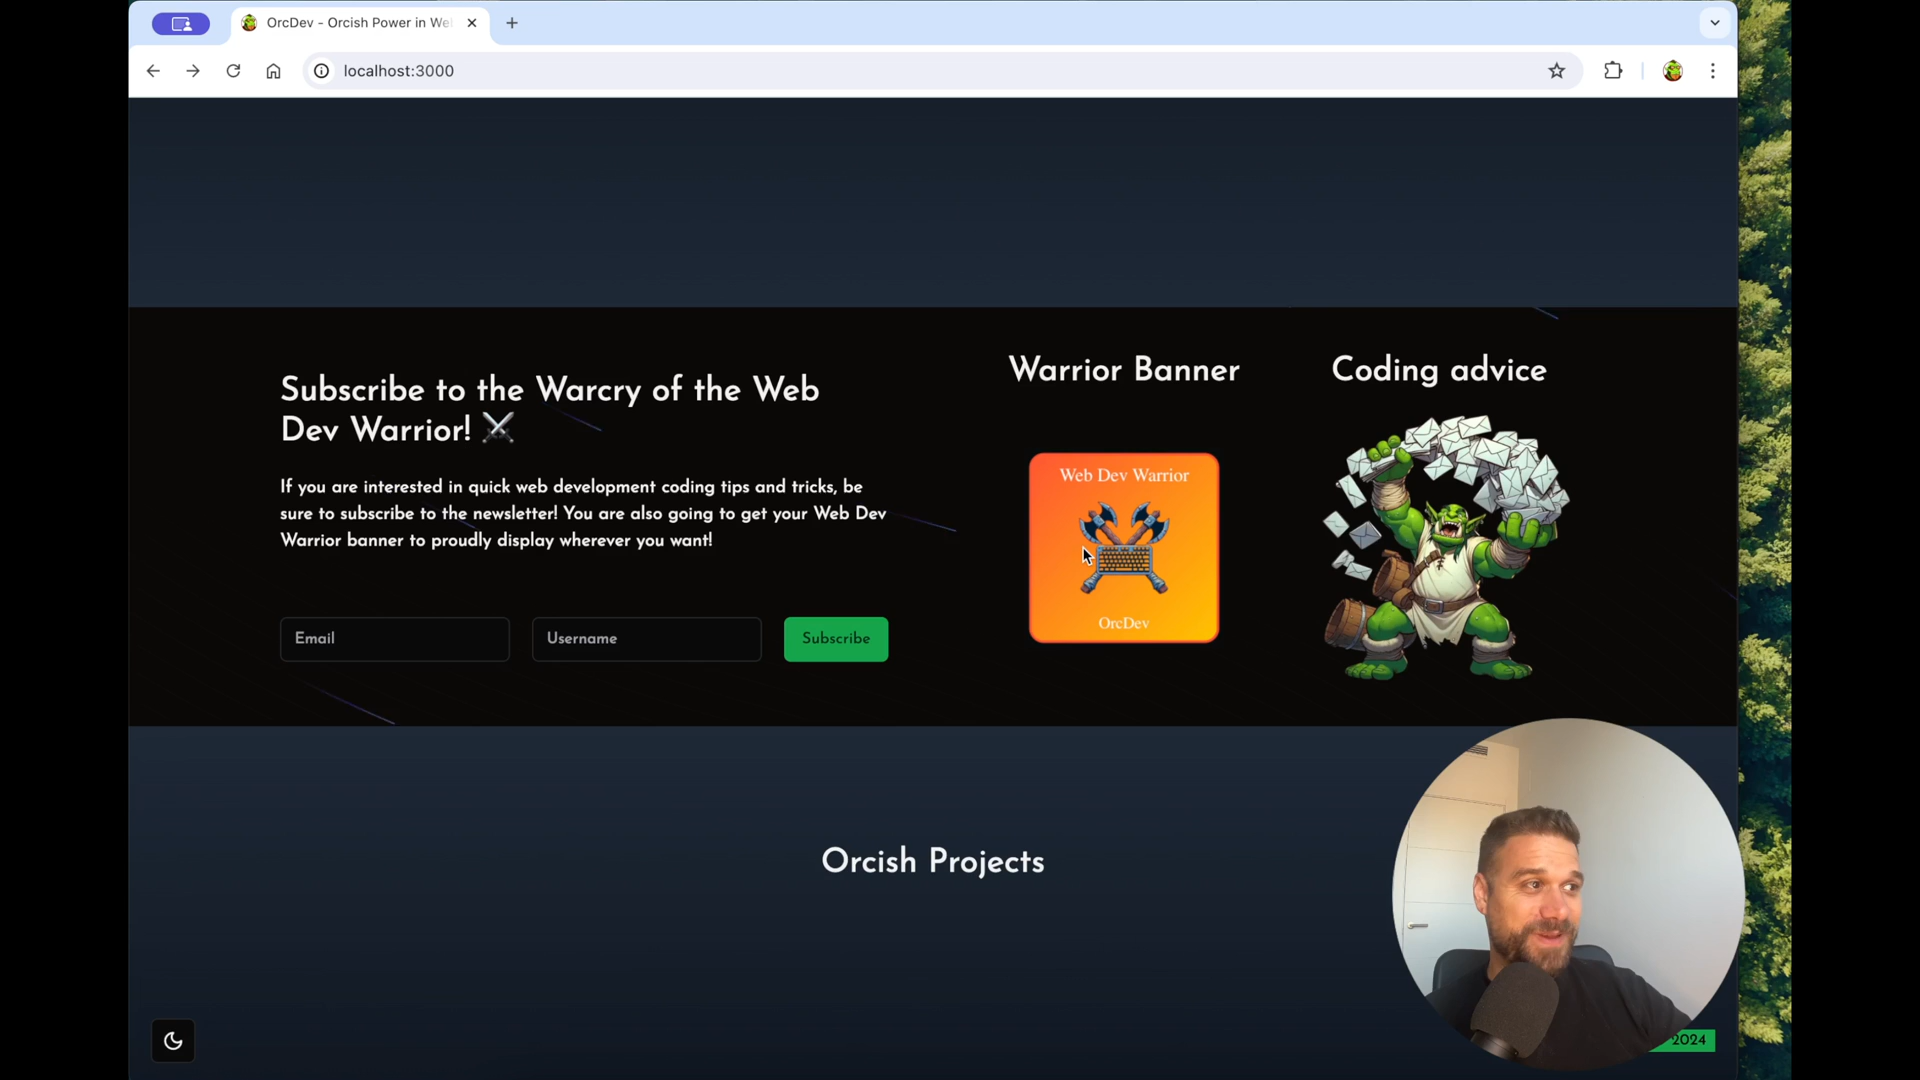 OrcDev - Orcish Power in We
localhost:3000
Subscribe to the Warcry of the Web
Dev Warrior! ⚔️
If you are interested in quick web development coding tips and tricks, be
sure to subscribe to the newsletter! You are also going to get your Web Dev
Warrior banner to proudly display wherever you want!
Email
Username
Subscribe
Warrior Banner
Web Dev Warrior
OrcDev
Coding advice
Orcish Projects
2024